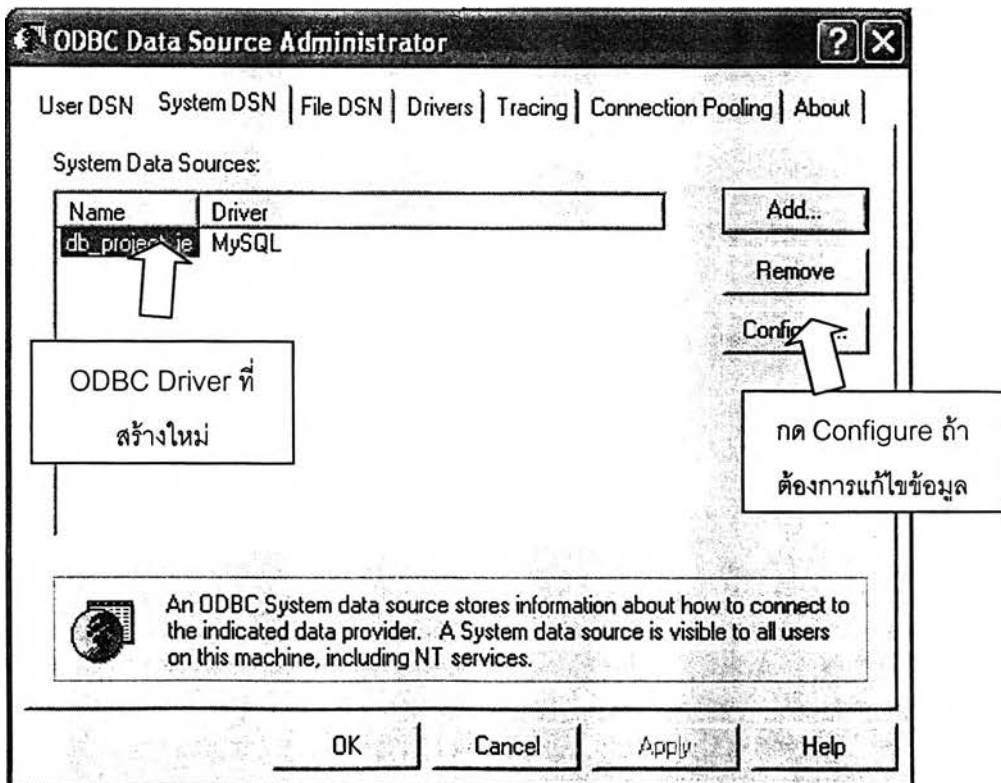 ODBC Data Source Administrator
User DSN System DSN File DSN Drivers Tracing Connection Pooling About
System Data Sources:
Name Driver
db_project_ie MySQL
Add...
Remove
ODBC Driver ที่
สร้างใหม่
กด Configure ถ้า
ต้องการแก้ไขข้อมูล
An ODBC System data source stores information about how to connect to
the indicated data provider. A System data source is visible to all users
on this machine, including NT services.
OK Cancel Apply Help